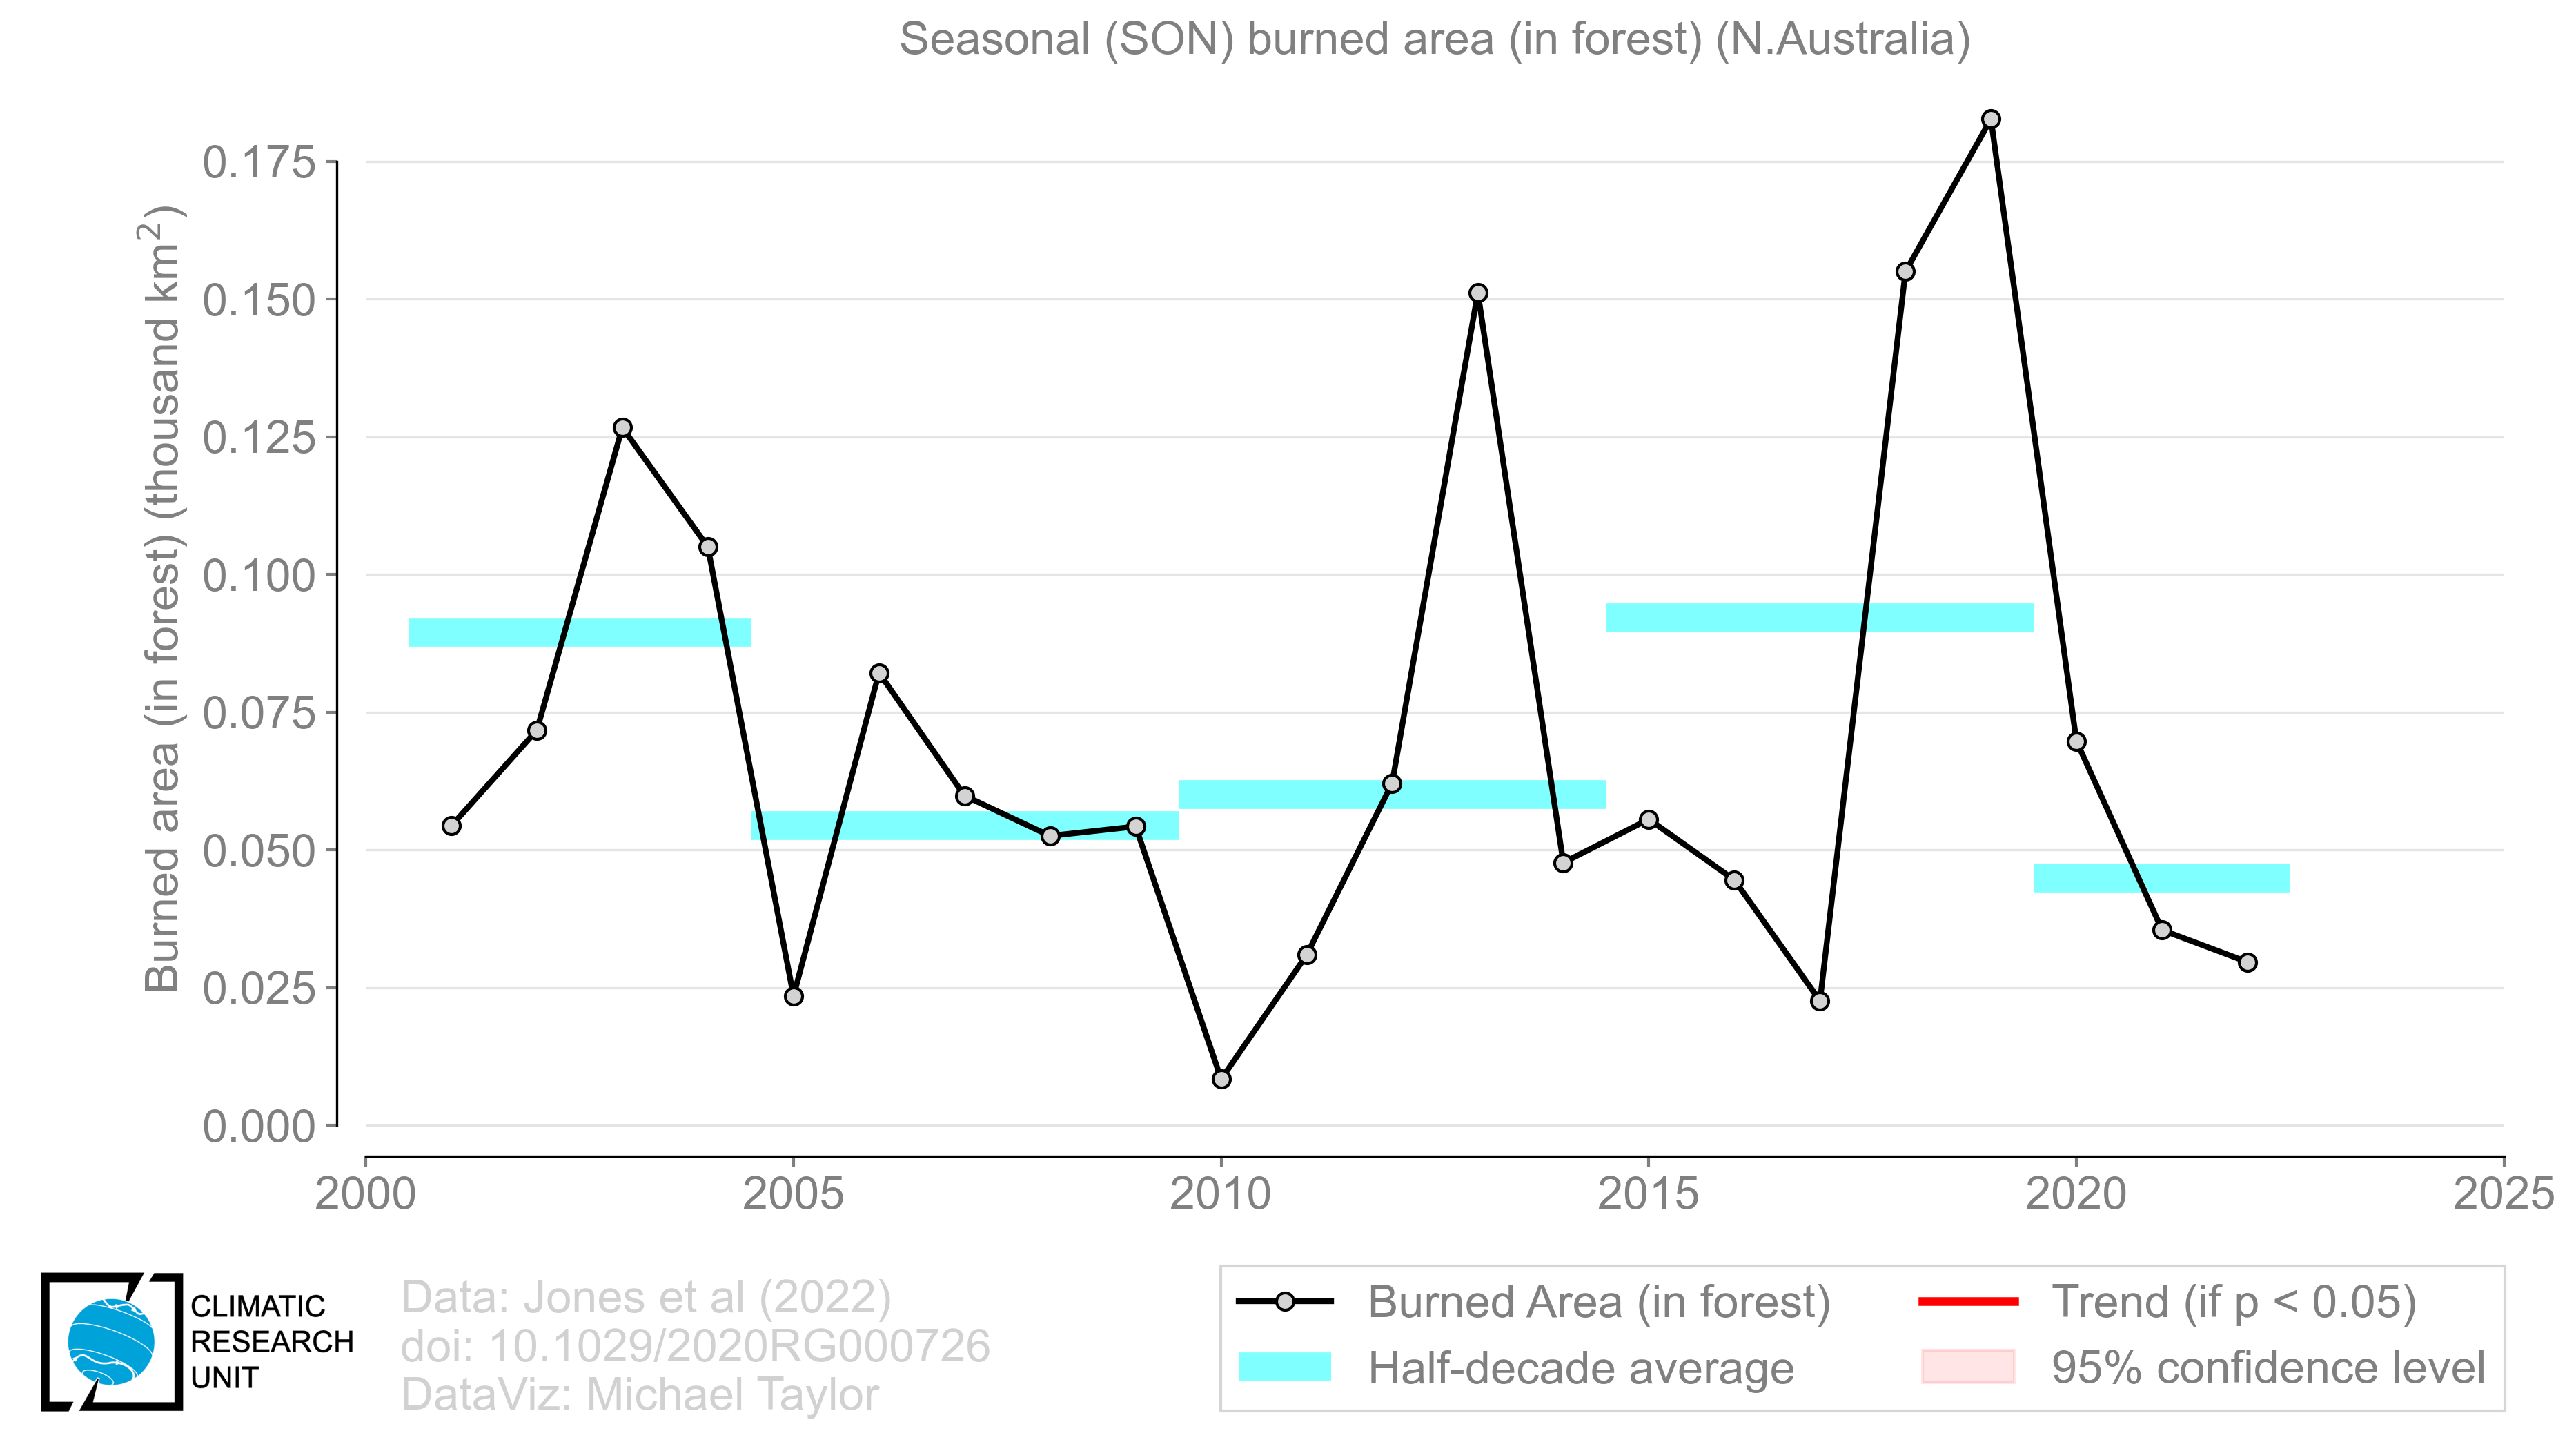 Seasonal (SON) burned area (in forest) (N.Australia)
Burned area (in forest) (thousand km²)
0.175
0.150
0.125
0.100
0.075
0.050
0.025
0.000
2000 2005 2010 2015 2020 2025
CLIMATIC
RESEARCH
UNIT
Data: Jones et al (2022)
doi: 10.1029/2020RG000726
DataViz: Michael Taylor
Burned Area (in forest)
Half-decade average
Trend (if p < 0.05)
95% confidence level